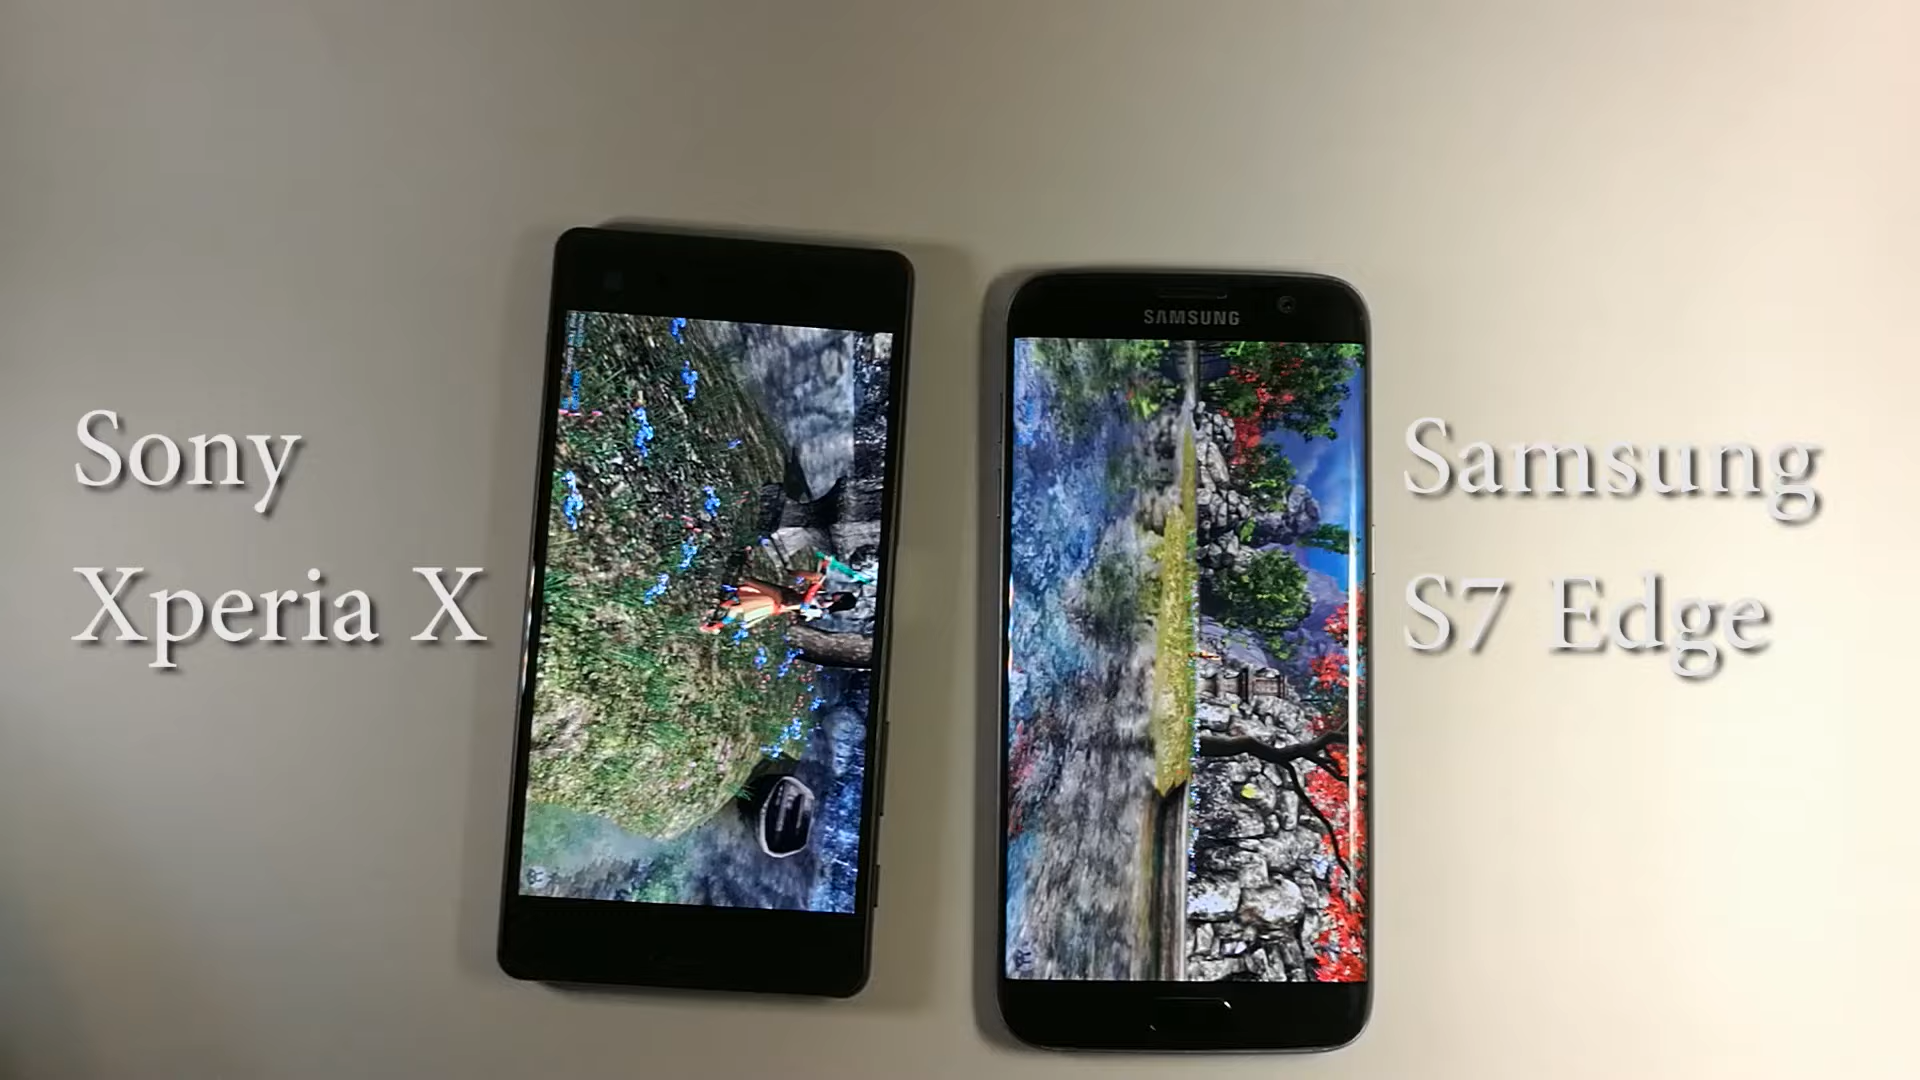 Sony
Xperia X
SAMSUNG
Samsung
S7 Edge